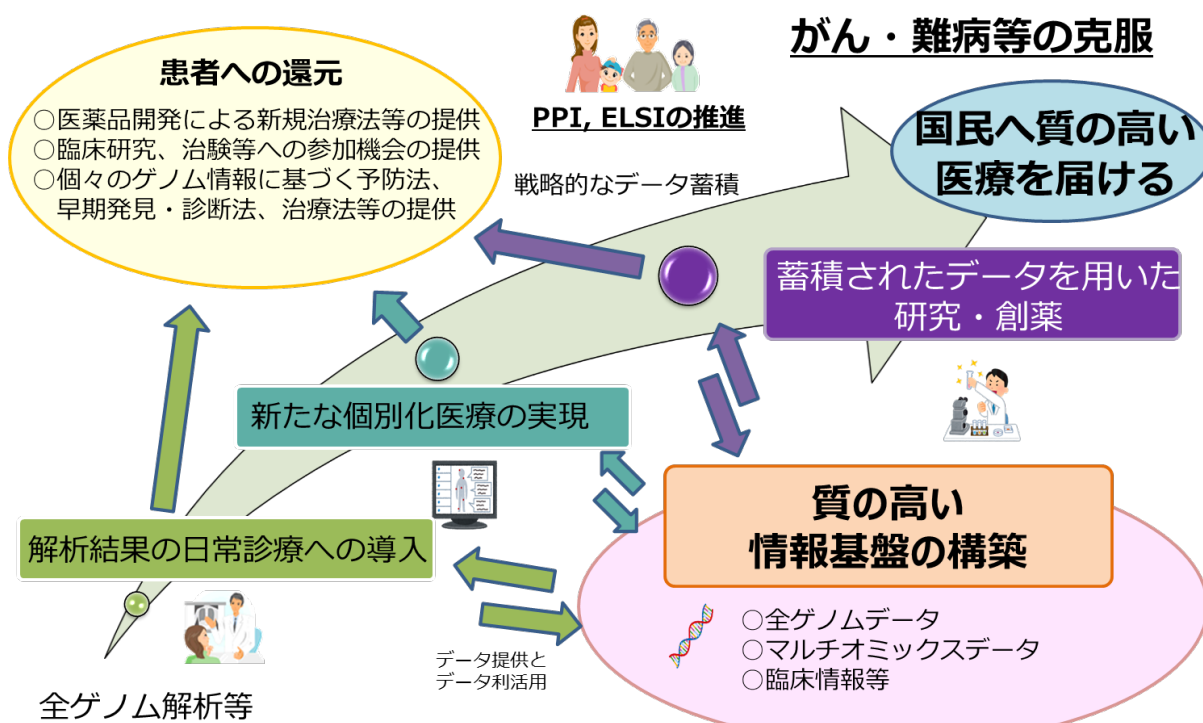 がん・難病等の克服
患者への還元
○医薬品開発による新規治療法等の提供
○臨床研究、治験等への参加機会の提供
○個々のゲノム情報に基づく予防法、
早期発見・診断法、治療法等の提供
PPI, ELSIの推進
戦略的なデータ蓄積
国民へ質の高い
医療を届ける
蓄積されたデータを用いた
研究・創薬
新たな個別化医療の実現
質の高い
情報基盤の構築
解析結果の日常診療への導入
○全ゲノムデータ
○マルチオミックスデータ
○臨床情報等
データ提供と
データ利活用
全ゲノム解析等